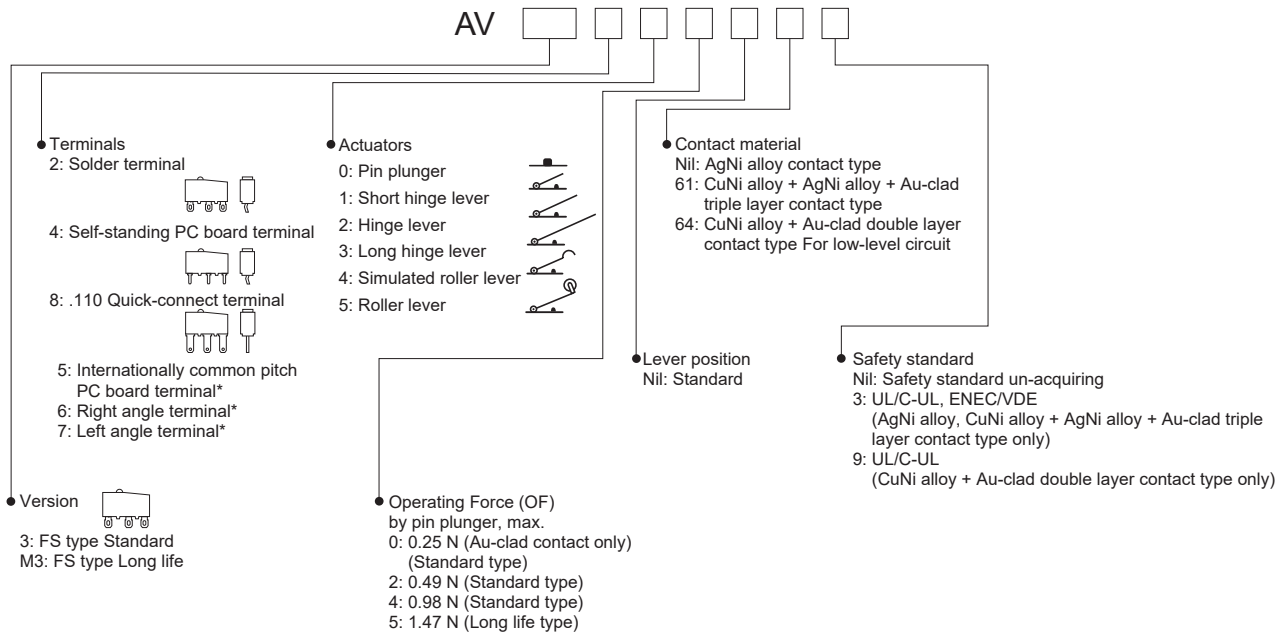 AV
Terminals
2: Solder terminal
4: Self-standing PC board terminal
8: .110 Quick-connect terminal
5: Internationally common pitch
PC board terminal*
6: Right angle terminal*
7: Left angle terminal*
Actuators
0: Pin plunger
1: Short hinge lever
2: Hinge lever
3: Long hinge lever
4: Simulated roller lever
5: Roller lever
Contact material
Nil: AgNi alloy contact type
61: CuNi alloy + AgNi alloy + Au-clad
triple layer contact type
64: CuNi alloy + Au-clad double layer
contact type For low-level circuit
Lever position
Nil: Standard
Safety standard
Nil: Safety standard un-acquiring
3: UL/C-UL, ENEC/VDE
(AgNi alloy, CuNi alloy + AgNi alloy + Au-clad triple
layer contact type only)
9: UL/C-UL
(CuNi alloy + Au-clad double layer contact type only)
Version
3: FS type Standard
M3: FS type Long life
Operating Force (OF)
by pin plunger, max.
0: 0.25 N (Au-clad contact only)
(Standard type)
2: 0.49 N (Standard type)
4: 0.98 N (Standard type)
5: 1.47 N (Long life type)